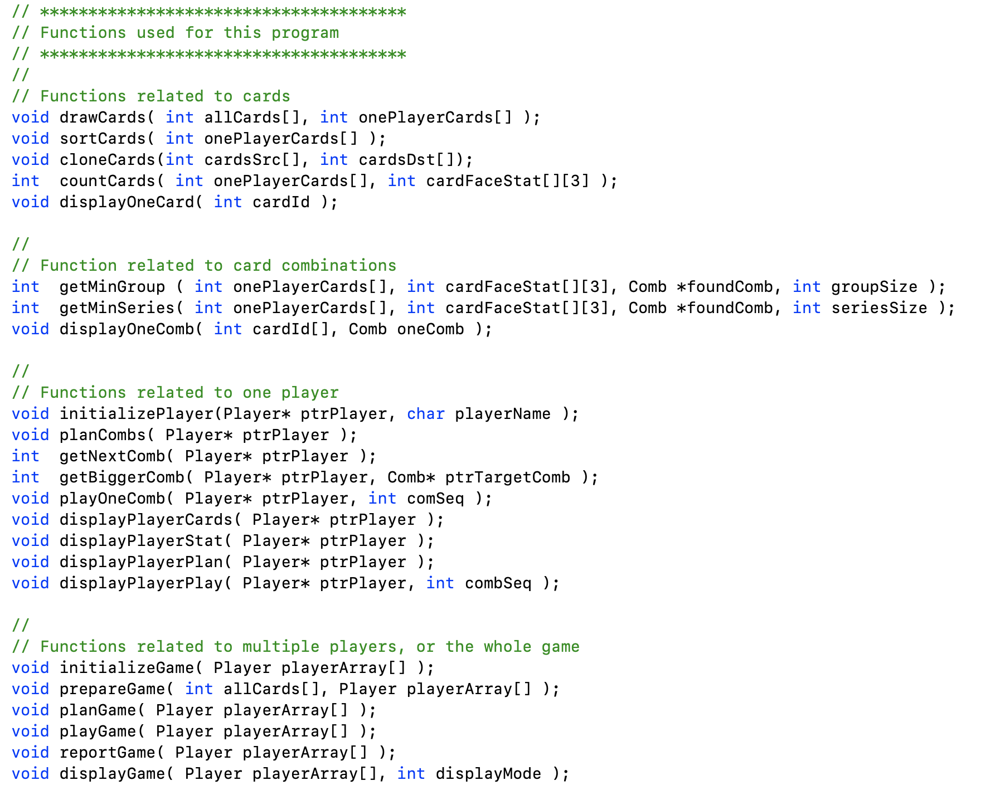 // **************************************
// Functions used for this program
// **************************************
//
// Functions related to cards
void drawCards( int allCards[], int onePlayerCards[] );
void sortCards( int onePlayerCards[] );
void cloneCards(int cardsSrc[], int cardsDst[]);
int  countCards( int onePlayerCards[], int cardFaceStat[][3] );
void displayOneCard( int cardId );

//
// Function related to card combinations
int  getMinGroup ( int onePlayerCards[], int cardFaceStat[][3], Comb *foundComb, int groupSize );
int  getMinSeries( int onePlayerCards[], int cardFaceStat[][3], Comb *foundComb, int seriesSize );
void displayOneComb( int cardId[], Comb oneComb );

//
// Functions related to one player
void initializePlayer(Player* ptrPlayer, char playerName );
void planCombs( Player* ptrPlayer );
int  getNextComb( Player* ptrPlayer );
int  getBiggerComb( Player* ptrPlayer, Comb* ptrTargetComb );
void playOneComb( Player* ptrPlayer, int comSeq );
void displayPlayerCards( Player* ptrPlayer );
void displayPlayerStat( Player* ptrPlayer );
void displayPlayerPlan( Player* ptrPlayer );
void displayPlayerPlay( Player* ptrPlayer, int combSeq );

//
// Functions related to multiple players, or the whole game
void initializeGame( Player playerArray[] );
void prepareGame( int allCards[], Player playerArray[] );
void planGame( Player playerArray[] );
void playGame( Player playerArray[] );
void reportGame( Player playerArray[] );
void displayGame( Player playerArray[], int displayMode );